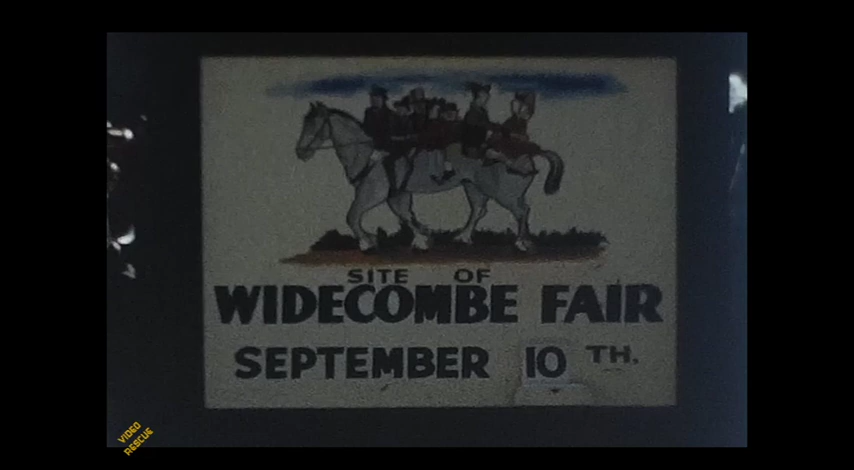 SITE OF
WIDECOMBE FAIR
SEPTEMBER 10 TH.
VIDEO
RESCUE